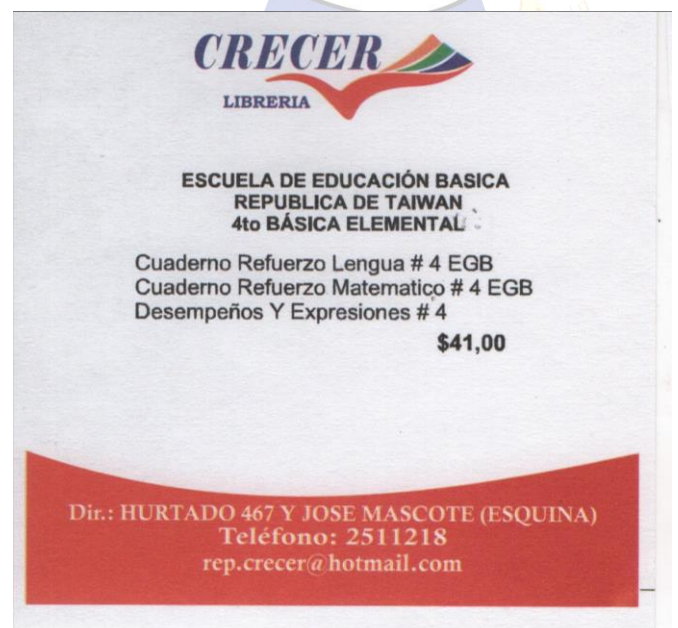 CRECER
LIBRERIA
ESCUELA DE EDUCACIÓN BASICA
REPUBLICA DE TAIWAN
4to BÁSICA ELEMENTAL
Cuaderno Refuerzo Lengua # 4 EGB
Cuaderno Refuerzo Matematico # 4 EGB
Desempeños Y Expresiones # 4
$41,00
Dir.: HURTADO 467 Y JOSE MASCOTE (ESQUINA)
Teléfono: 2511218
rep.crecer@hotmail.com